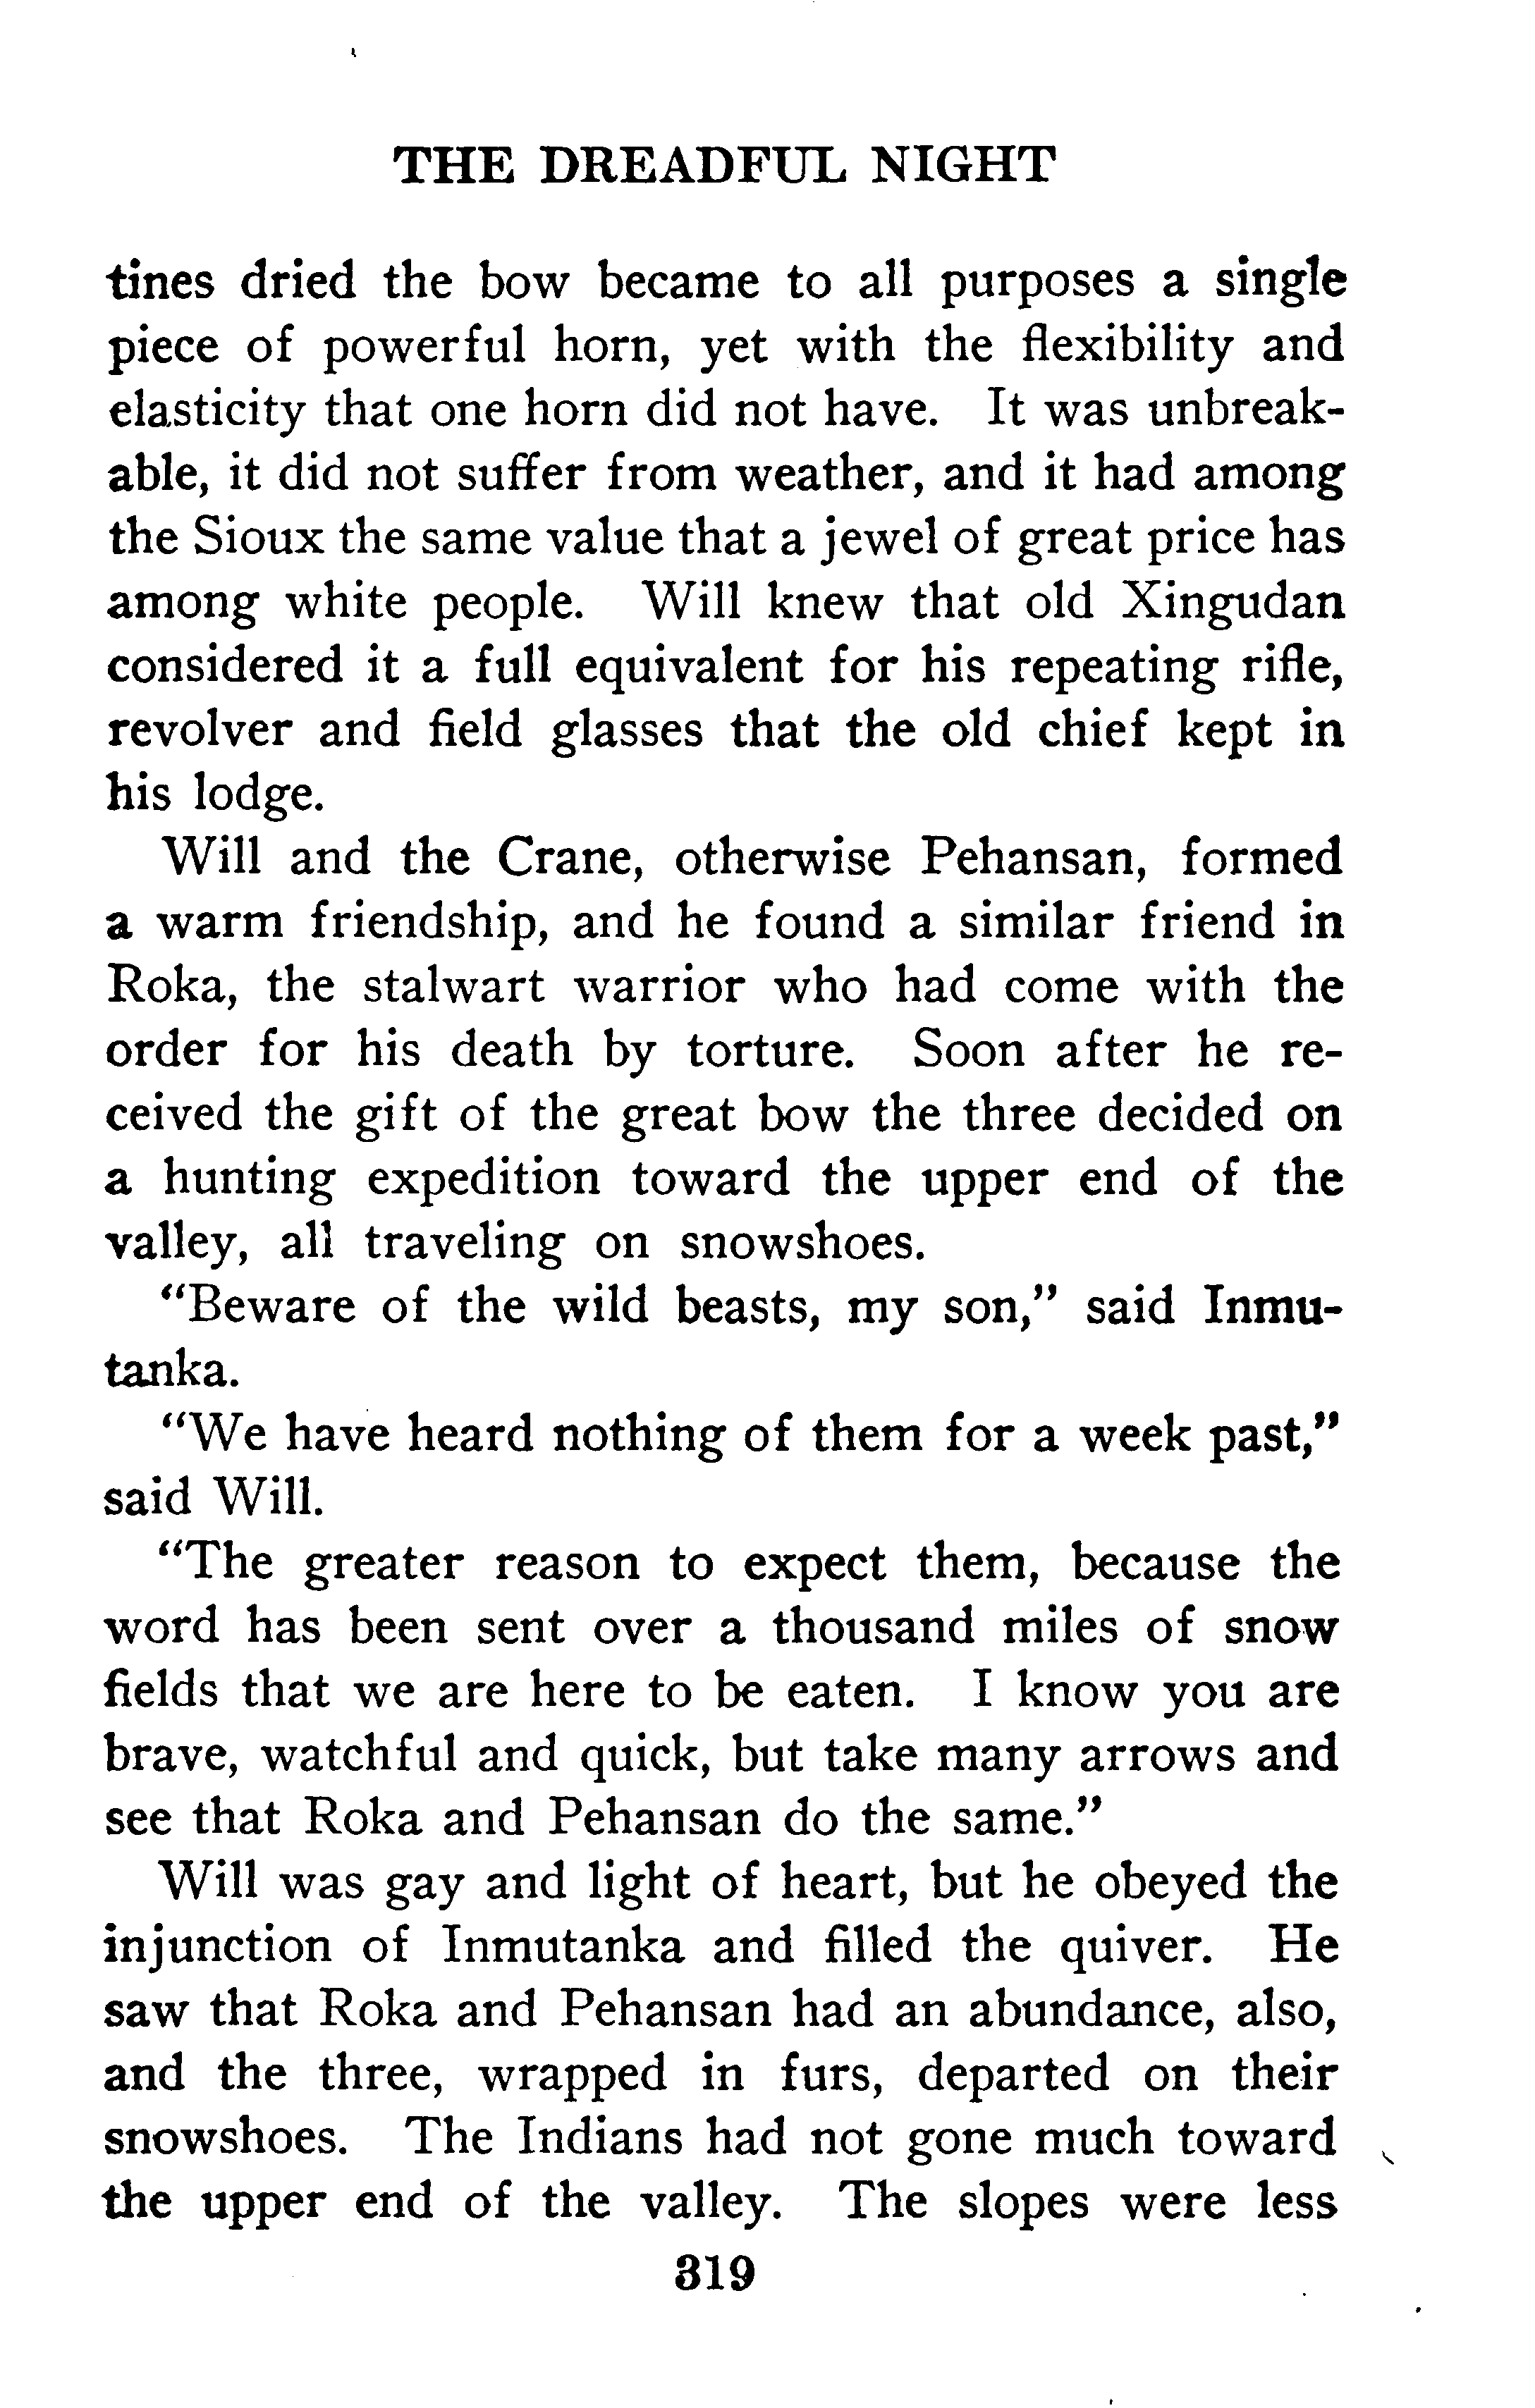 THE DREADFUL NIGHT
tines dried the bow became to all purposes a single
piece of powerful horn, yet with the flexibility and
elasticity that one horn did not have. It was unbreak-
able, it did not suffer from weather, and it had among
the Sioux the same value that a jewel of great price has
among white people. Will knew that old Xingudan
considered it a full equivalent for his repeating rifle,
revolver and field glasses that the old chief kept in
his lodge.
Will and the Crane, otherwise Pehansan, formed
a warm friendship, and he found a similar friend in
Roka, the stalwart warrior who had come with the
order for his death by torture. Soon after he re-
ceived the gift of the great bow the three decided on
a hunting expedition toward the upper end of the
valley, all traveling on snowshoes.
"Beware of the wild beasts, my son," said Inmu-
tanka.
"We have heard nothing of them for a week past,"
said Will.
"The greater reason to expect them, because the
word has been sent over a thousand miles of snow
fields that we are here to be eaten. I know you are
brave, watchful and quick, but take many arrows and
see that Roka and Pehansan do the same."
Will was gay and light of heart, but he obeyed the
injunction of Inmutanka and filled the quiver. He
saw that Roka and Pehansan had an abundance, also,
and the three, wrapped in furs, departed on their
snowshoes. The Indians had not gone much toward
the upper end of the valley. The slopes were less
319